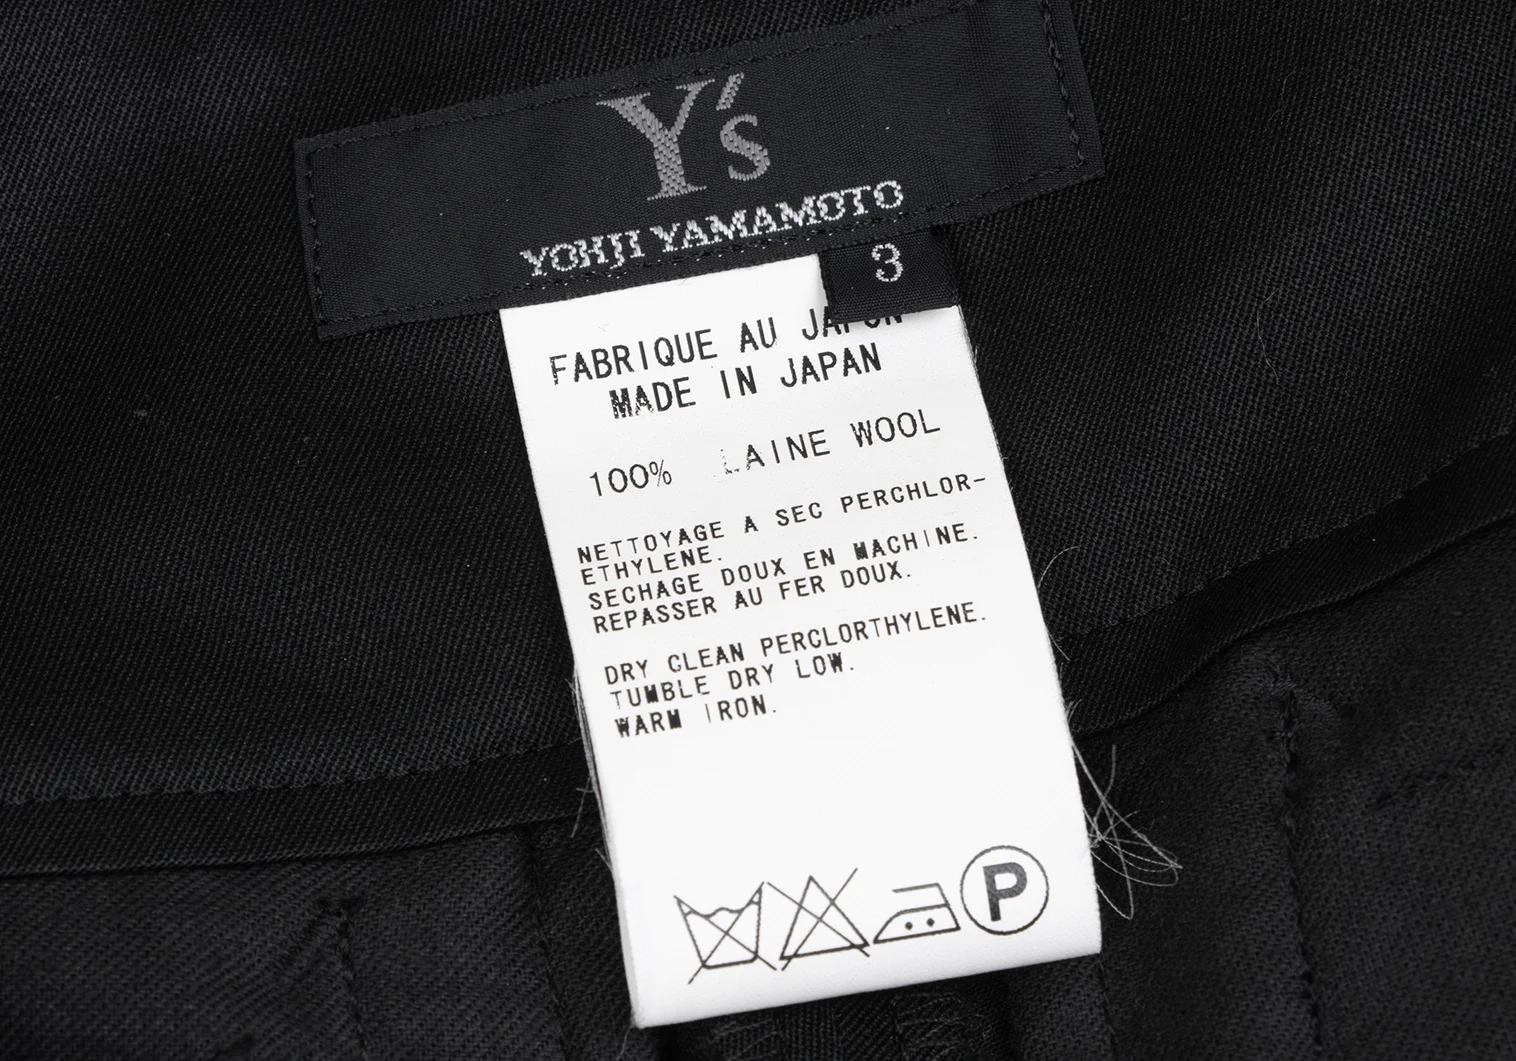 Y's
YOHJI YAMAMOTO
3
FABRIQUE AU JAPON
MADE IN JAPAN
100% LAINE WOOL
NETTOYAGE A SEC PERCHLOR-
ETHYLENE.
SECHAGE DOUX EN MACHINE.
REPASSER AU FER DOUX.
DRY CLEAN PERCLORTHYLENE.
TUMBLE DRY LOW.
WARM IRON.
P